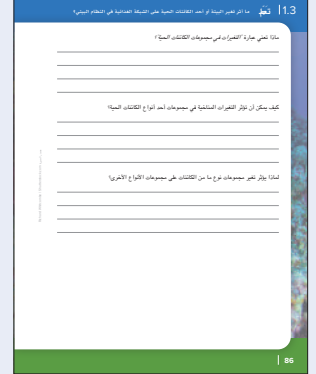 1.3 | تعلّم ما أثر تغير البيئة أو أحد الكائنات الحية على الشبكة الغذائية في النظام البيئي؟
ماذا تعني عبارة "التغيرات في مجموعات الكائنات الحية"؟
كيف يمكن أن تؤثر التغيرات المناخية في مجموعات أحد أنواع الكائنات الحية؟
لماذا يؤثر تغير مجموعات نوع ما من الكائنات على مجموعات الأنواع الأخرى؟
86